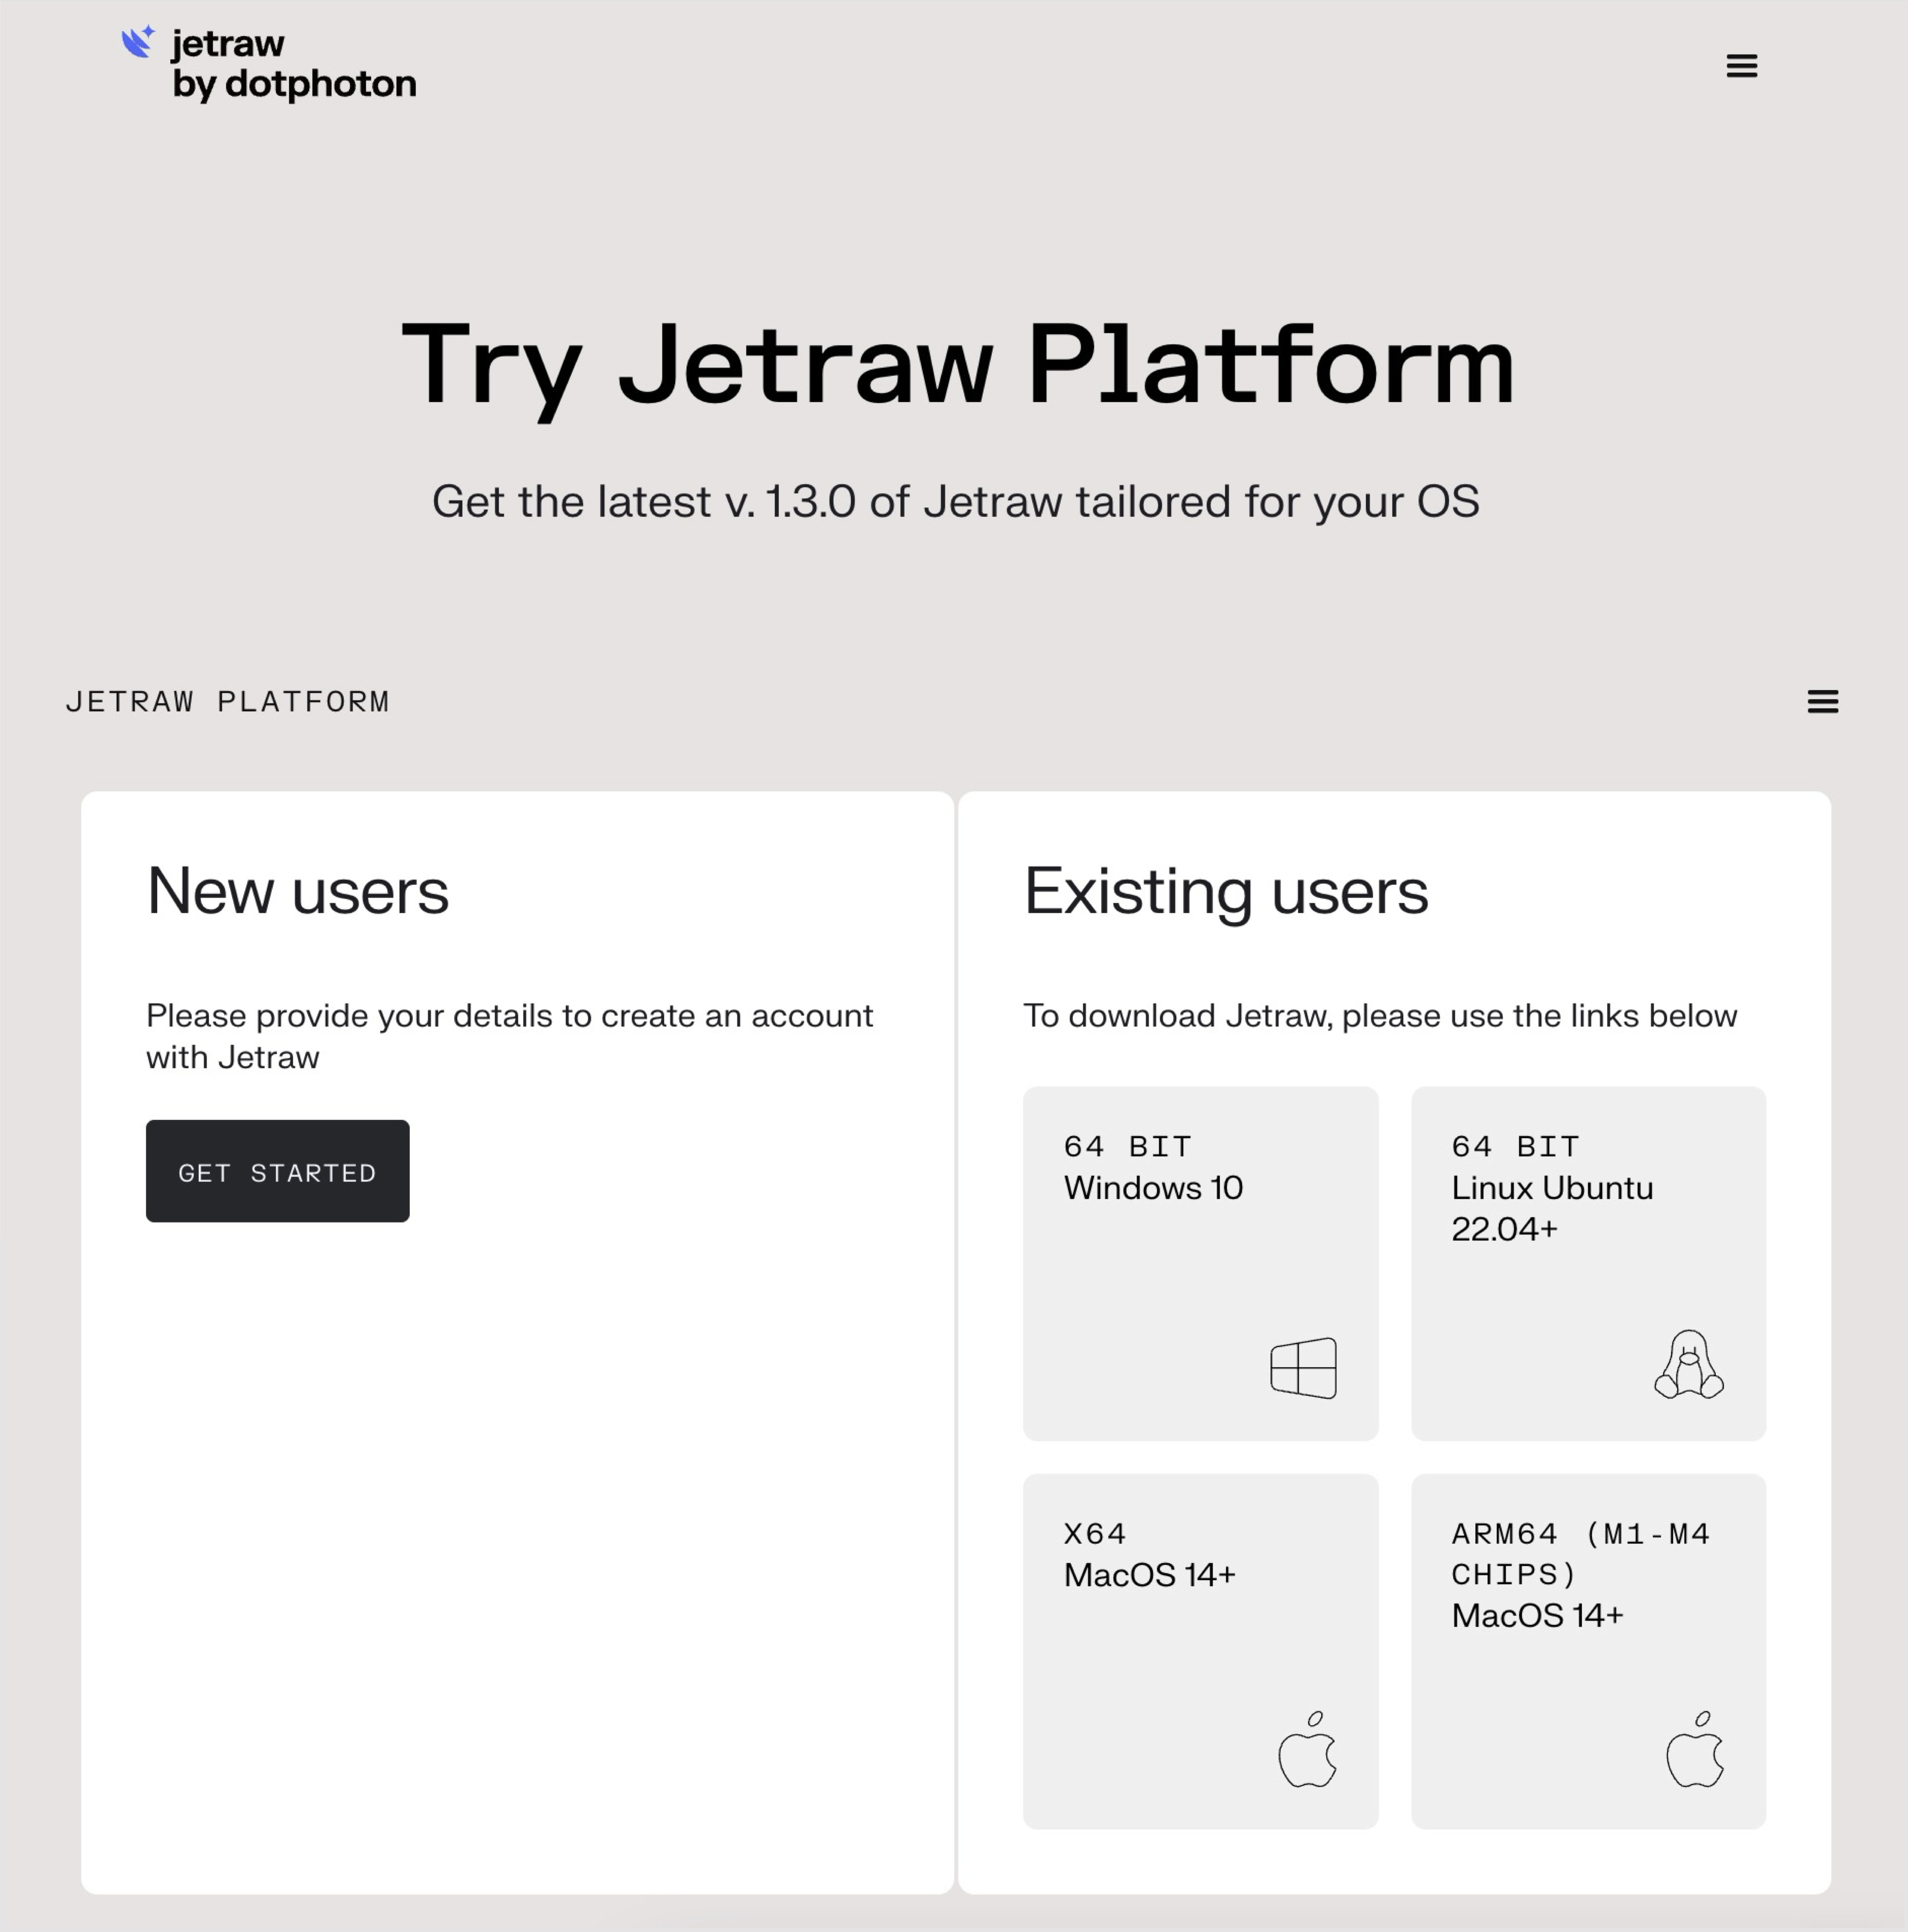 jetraw
by dotphoton
Try Jetraw Platform
Get the latest v. 1.3.0 of Jetraw tailored for your OS
JETRAW PLATFORM
New users
Please provide your details to create an account
with Jetraw
GET STARTED
Existing users
To download Jetraw, please use the links below
64 BIT
Windows 10
64 BIT
Linux Ubuntu
22.04+
X64
MacOS 14+
ARM64 (M1-M4
CHIPS)
MacOS 14+